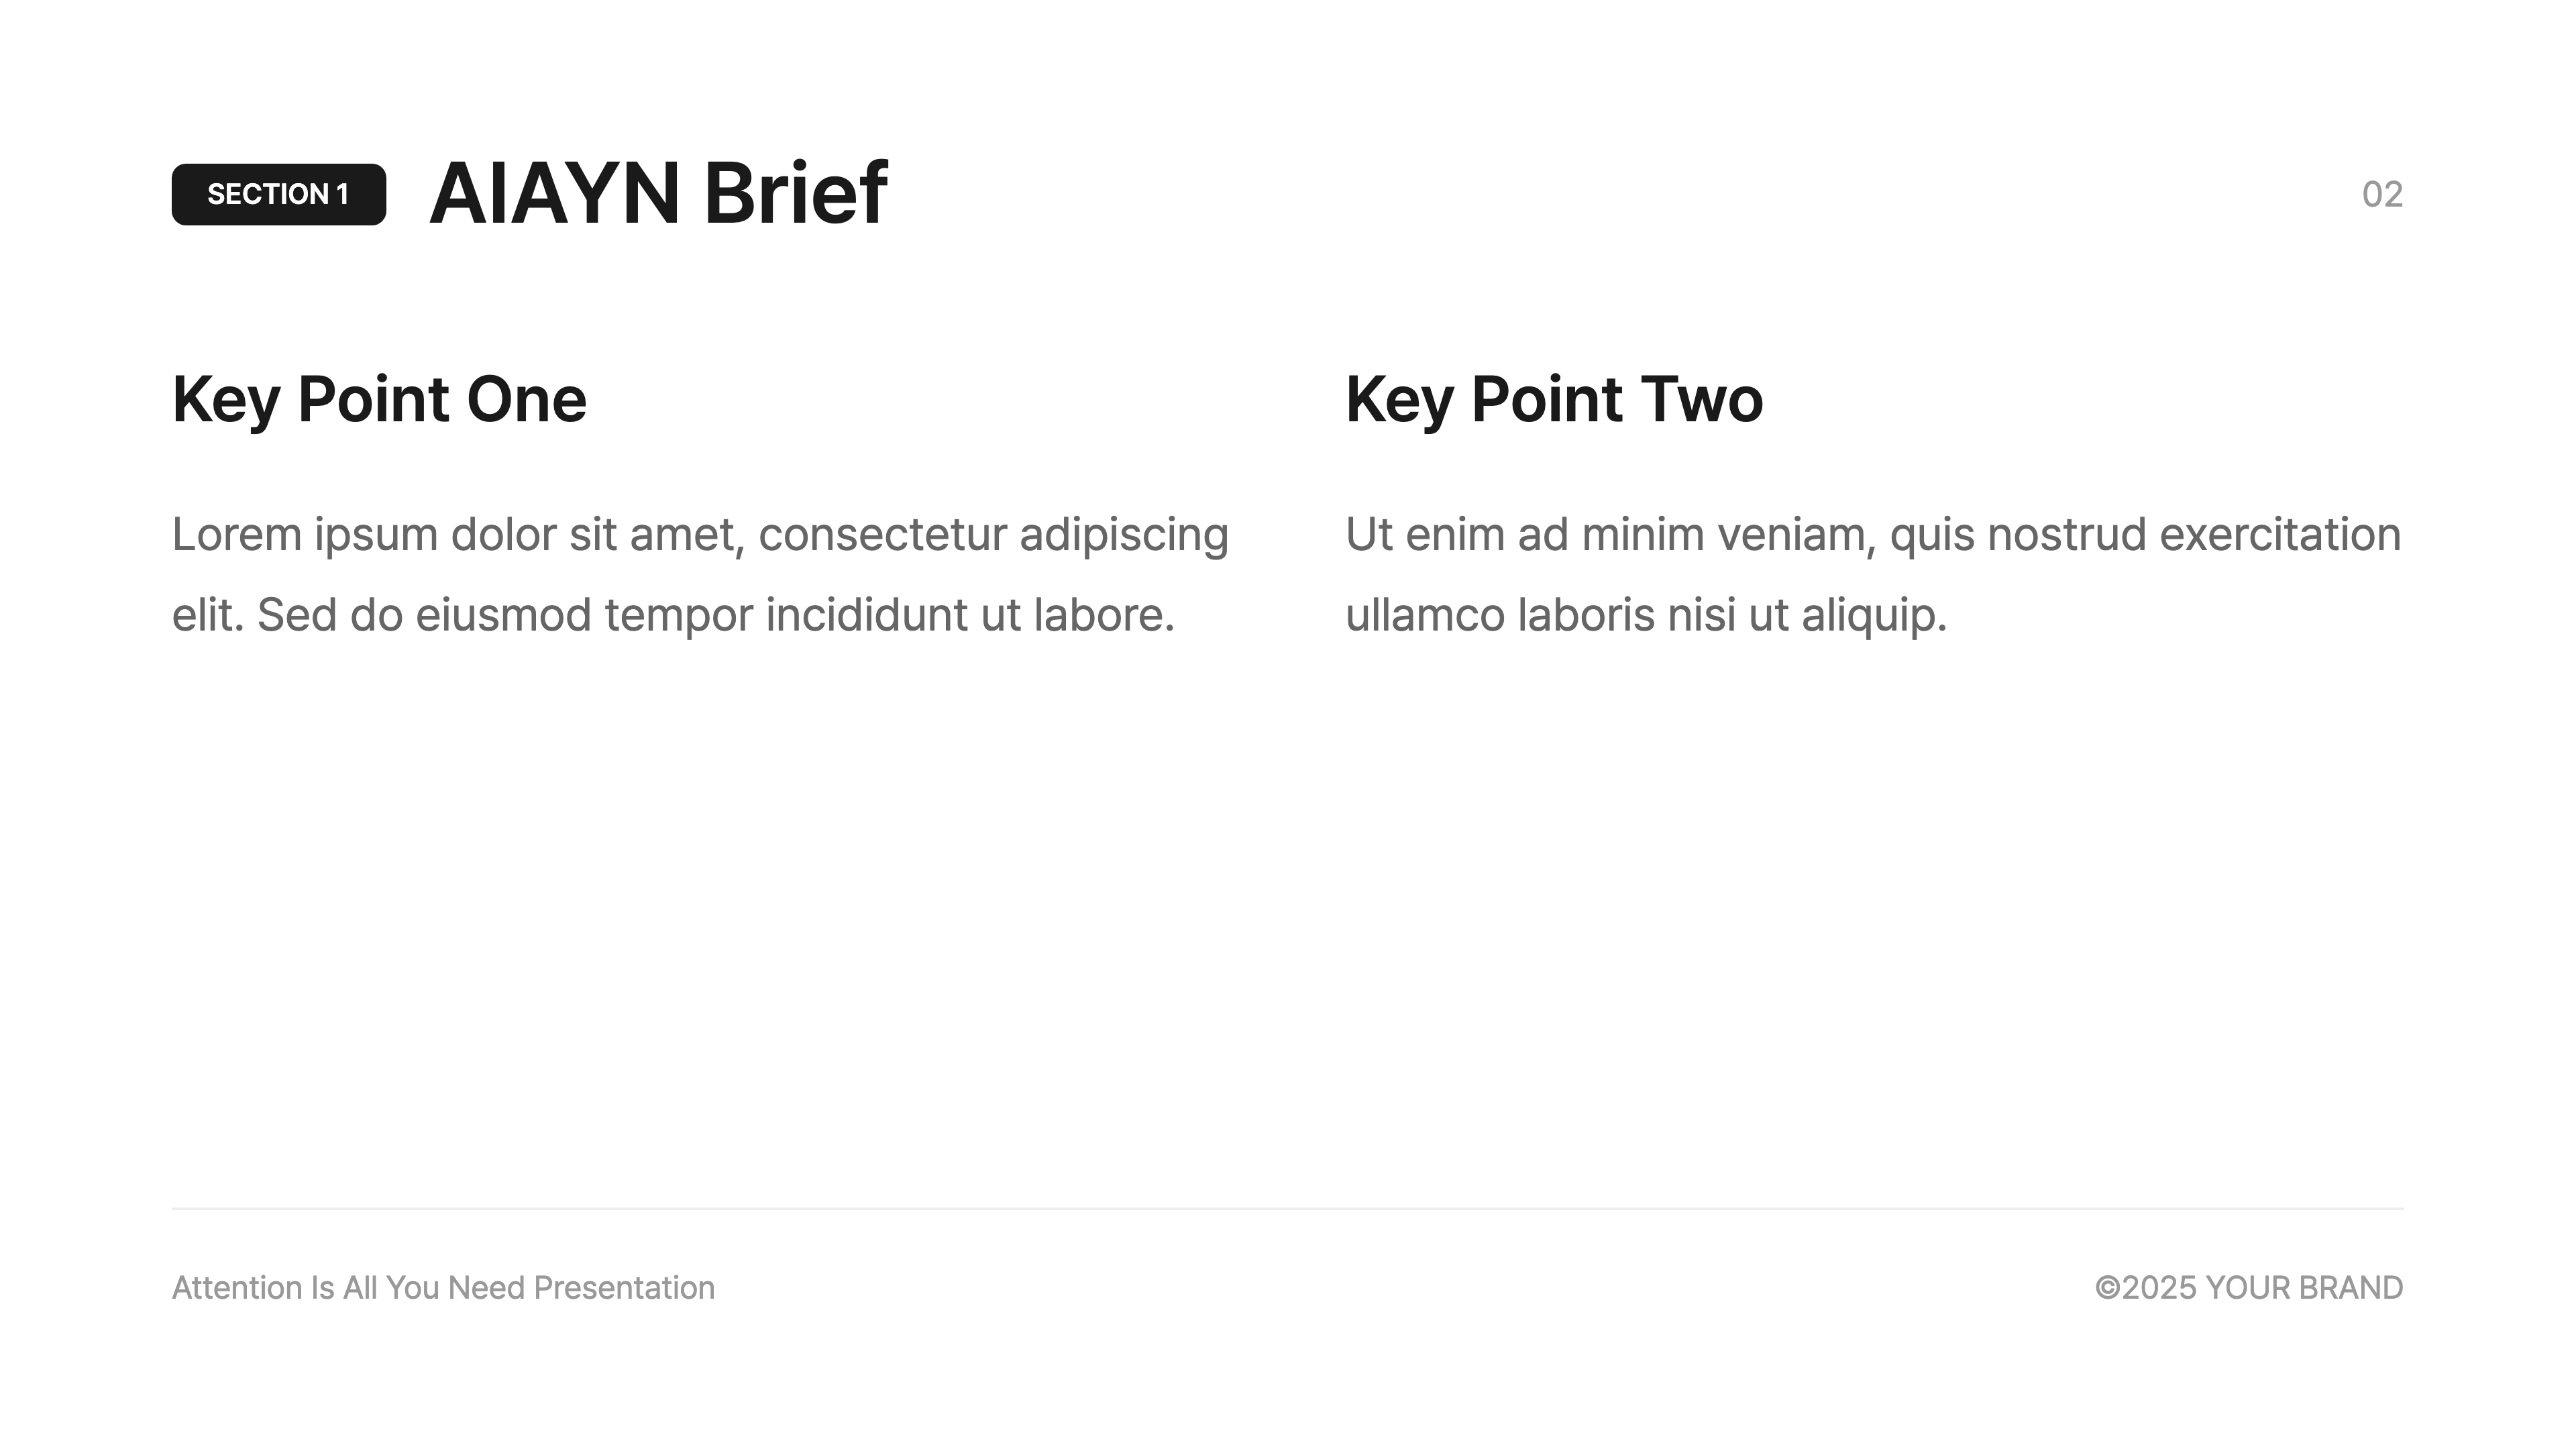 SECTION 1
AIAYN Brief
02
Key Point One
Lorem ipsum dolor sit amet, consectetur adipiscing
elit. Sed do eiusmod tempor incididunt ut labore.
Key Point Two
Ut enim ad minim veniam, quis nostrud exercitation
ullamco laboris nisi ut aliquip.
Attention Is All You Need Presentation
©2025 YOUR BRAND